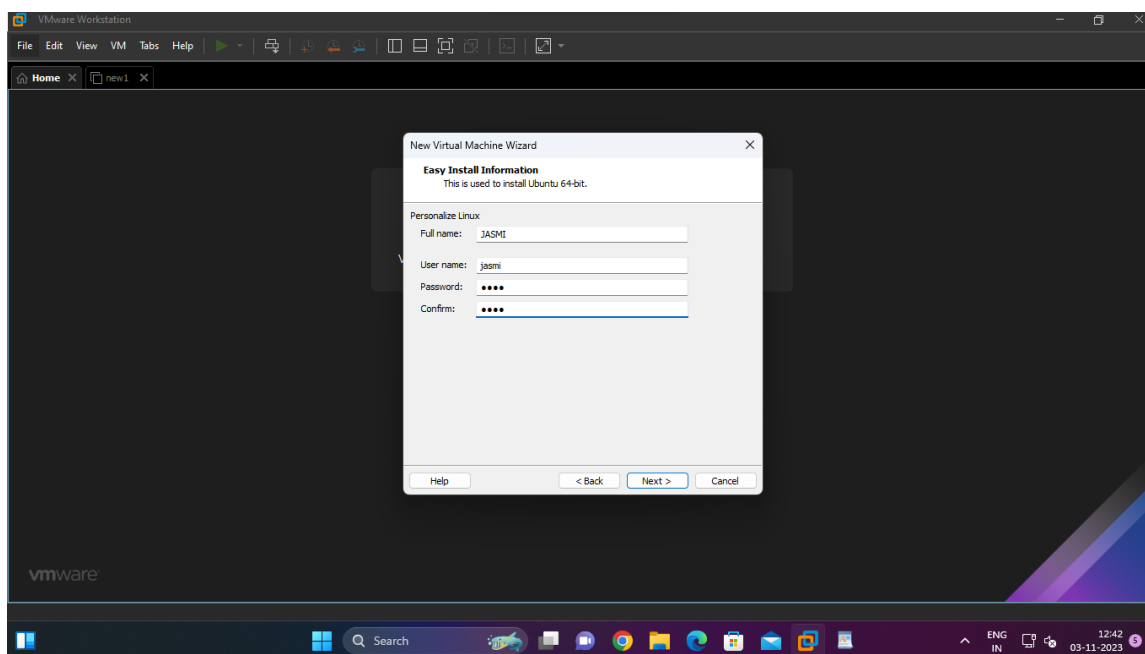 VMware Workstation
File Edit View VM Tabs Help
Home new1
New Virtual Machine Wizard
Easy Install Information
This is used to install Ubuntu 64-bit.
Personalize Linux
Full name: JASMI
User name: jasmi
Password: ••••
Confirm: ••••
Help < Back Next > Cancel
vmware
Search
ENG
IN
12:42
03-11-2023
5